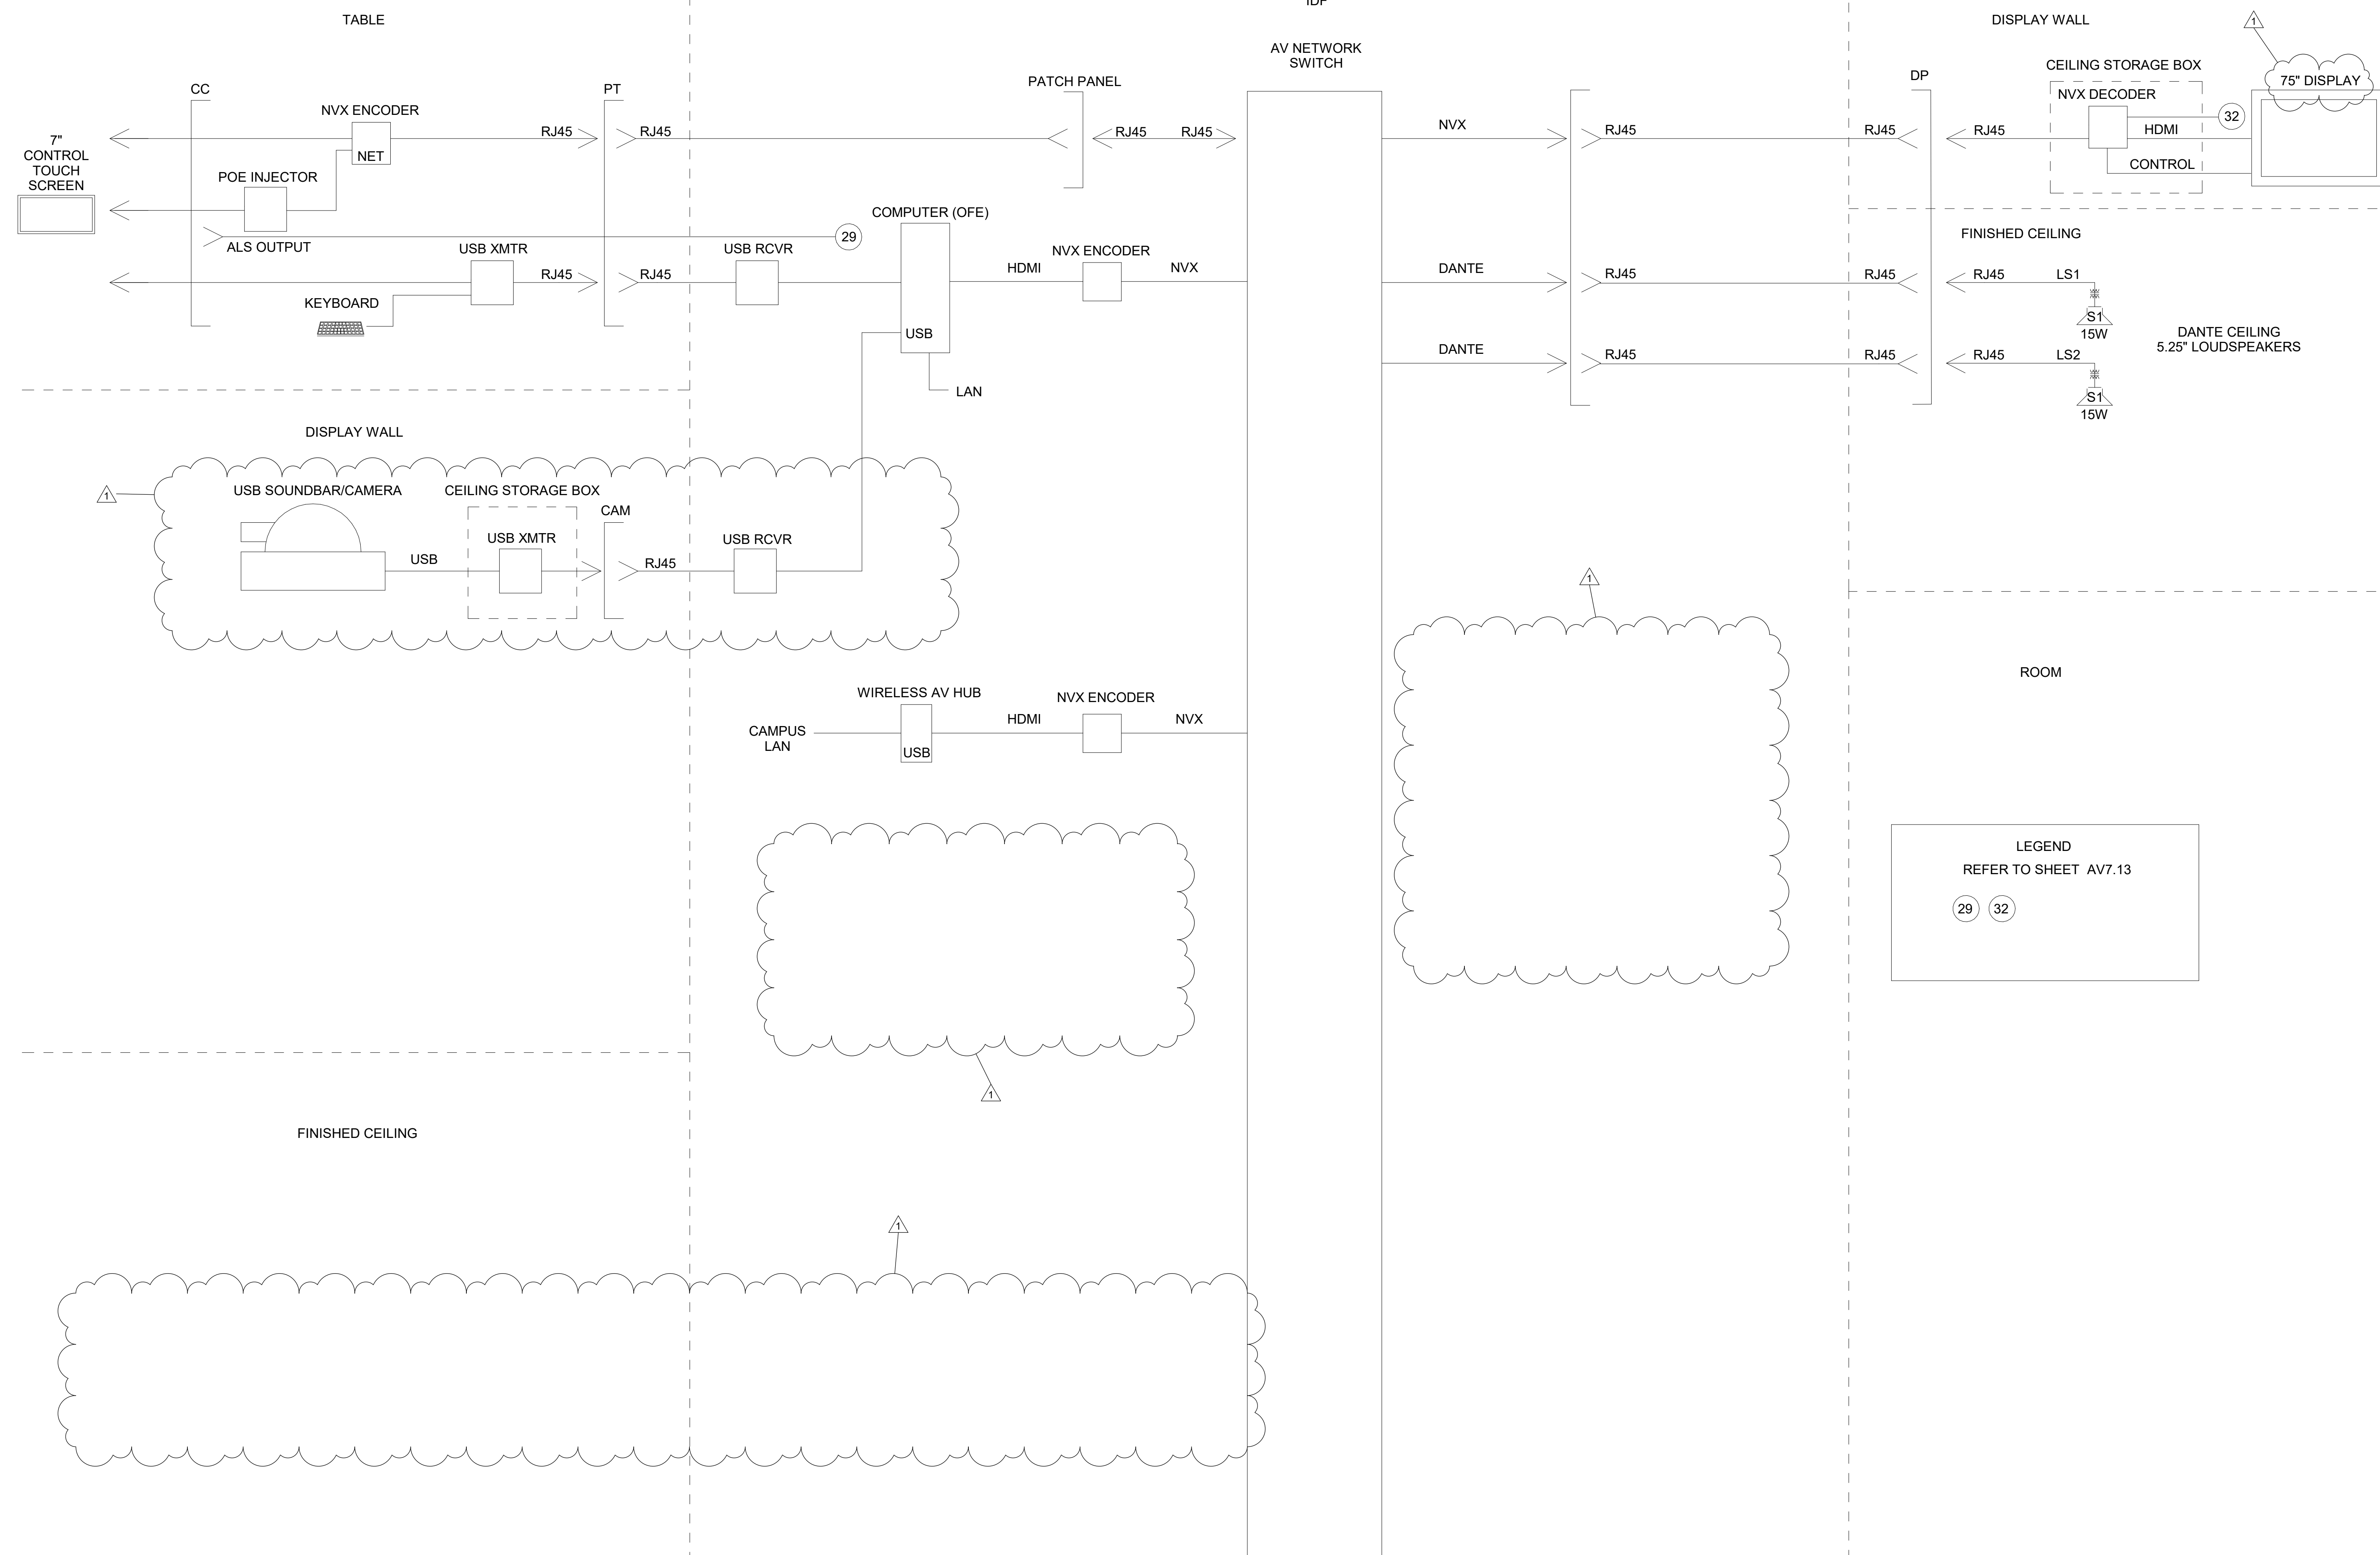 TABLE
IDF
DISPLAY WALL
1
AV NETWORK
SWITCH
CC
NVX ENCODER
NET
7"
CONTROL
TOUCH
SCREEN
POE INJECTOR
ALS OUTPUT
29
USB XMTR
KEYBOARD
RJ45
RJ45
PT
RJ45
RJ45
USB RCVR
COMPUTER (OFE)
USB
LAN
PATCH PANEL
RJ45
RJ45
HDMI
NVX ENCODER
NVX
NVX
DANTE
DANTE
RJ45
RJ45
RJ45
RJ45
RJ45
RJ45
DP
CEILING STORAGE BOX
NVX DECODER
RJ45
32
HDMI
CONTROL
75" DISPLAY
FINISHED CEILING
RJ45
LS1
S1
15W
RJ45
LS2
S1
15W
DANTE CEILING
5.25" LOUDSPEAKERS
DISPLAY WALL
1
USB SOUNDBAR/CAMERA
USB
CEILING STORAGE BOX
USB XMTR
CAM
RJ45
USB RCVR
1
CAMPUS
LAN
WIRELESS AV HUB
USB
HDMI
NVX ENCODER
NVX
ROOM
LEGEND
REFER TO SHEET AV7.13
29
32
1
FINISHED CEILING
1